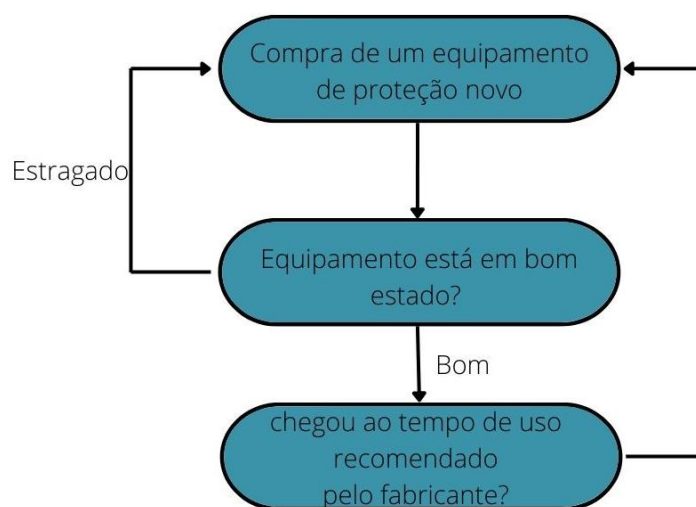 Compra de um equipamento
de proteção novo
Estragado
Equipamento está em bom
estado?
Bom
chegou ao tempo de uso
recomendado
pelo fabricante?